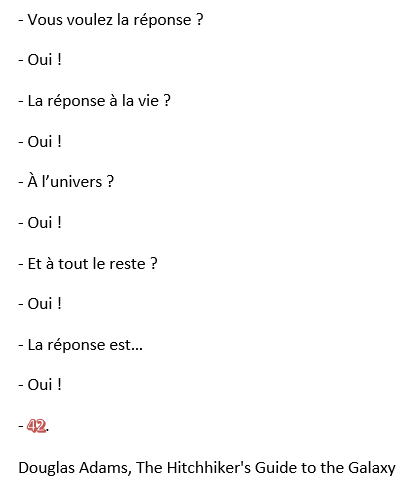 - Vous voulez la réponse ?
- Oui !
- La réponse à la vie ?
- Oui !
- À l’univers ?
- Oui !
- Et à tout le reste ?
- Oui !
- La réponse est...
- Oui !
- 42.
Douglas Adams, The Hitchhiker's Guide to the Galaxy